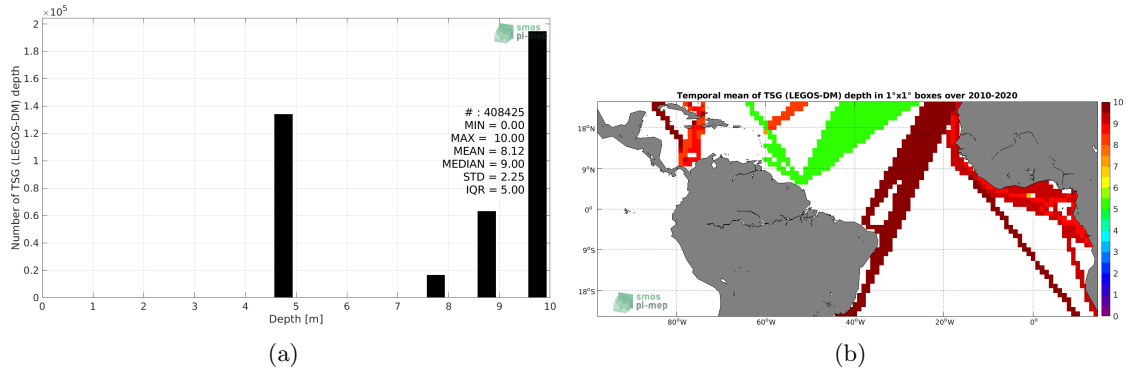 ×10⁵
2
1.8
1.6
1.4
1.2
1
0.8
0.6
0.4
0.2
0
Number of TSG (LEGOS-DM) depth
smos
pi-mep
# : 408425
MIN = 0.00
MAX = 10.00
MEAN = 8.12
MEDIAN = 9.00
STD = 2.25
IQR = 5.00
0 1 2 3 4 5 6 7 8 9 10
Depth [m]
(a)
Temporal mean of TSG (LEGOS-DM) depth in 1°x1° boxes over 2010-2020
18°N
9°N
0°
9°S
18°S
80°W 60°W 40°W 20°W 0°
smos
pi-mep
10
9
8
7
6
5
4
3
2
1
0
(b)